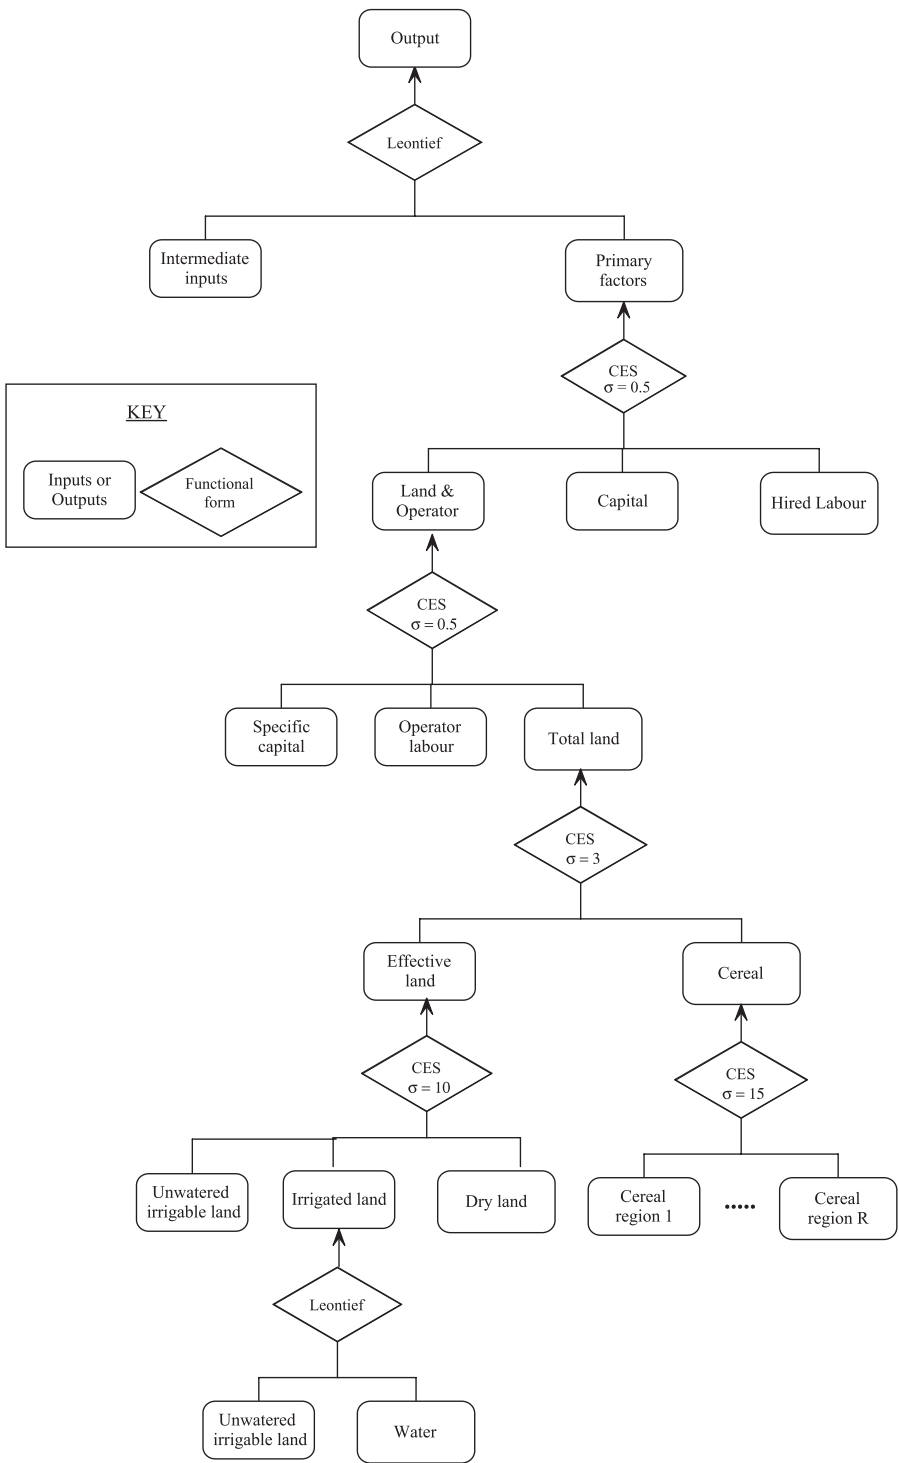 Output
Leontief
Intermediate
inputs
Primary
factors
CES
σ = 0.5
KEY
Inputs or
Outputs
Functional
form
Land &
Operator
Capital
Hired Labour
CES
σ = 0.5
Specific
capital
Operator
labour
Total land
CES
σ = 3
Effective
land
Cereal
CES
σ = 10
CES
σ = 15
Unwatered
irrigable land
Irrigated land
Dry land
Cereal
region 1
.....
Cereal
region R
Leontief
Unwatered
irrigable land
Water